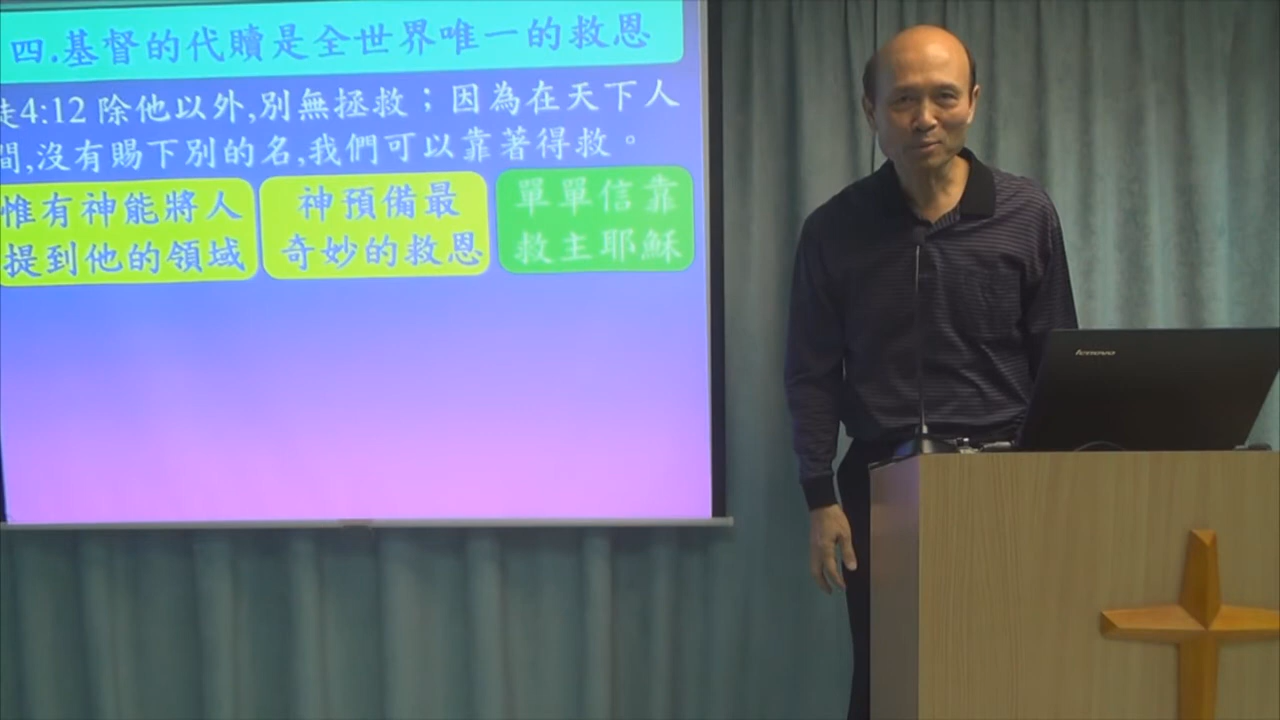 四.基督的代贖是全世界唯一的救恩
徒4:12 除他以外,別無拯救；因為在天下人
間,沒有賜下別的名,我們可以靠著得救。
惟有神能將人
提到他的領域
神預備最
奇妙的救恩
單單信靠
救主耶穌
lenovo